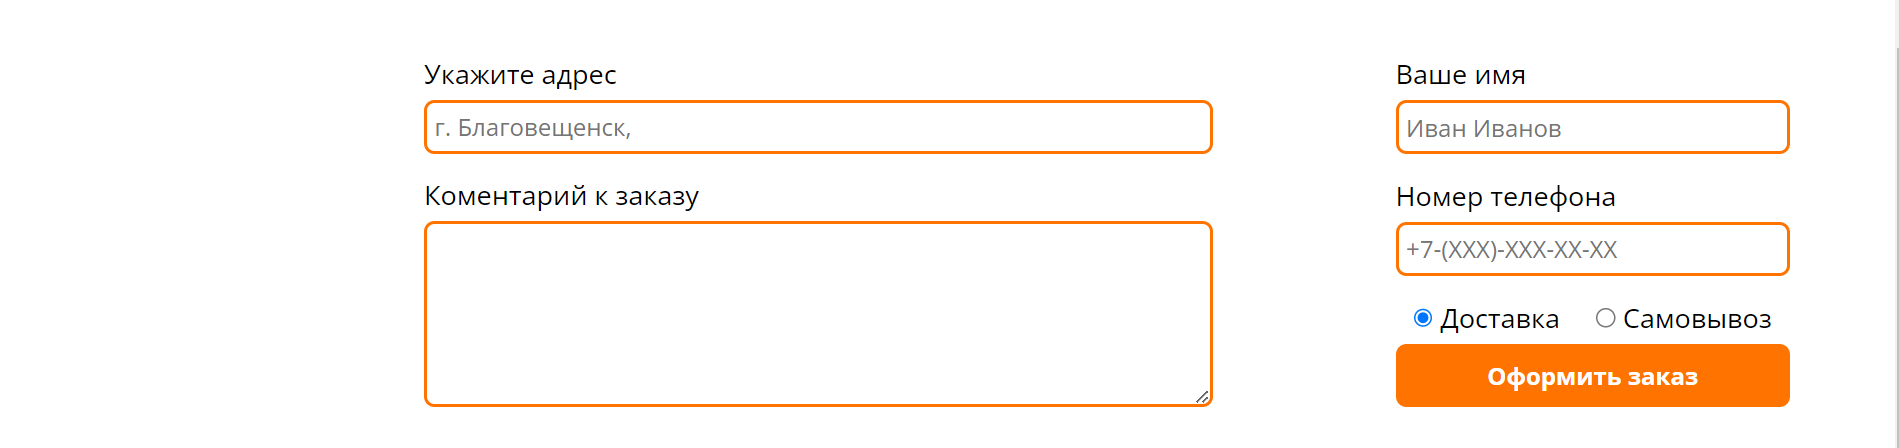 Укажите адрес
г. Благовещенск,
Коментарий к заказу
Ваше имя
Иван Иванов
Номер телефона
+7-(XXX)-XXX-XX-XX
Доставка Самовывоз
Оформить заказ